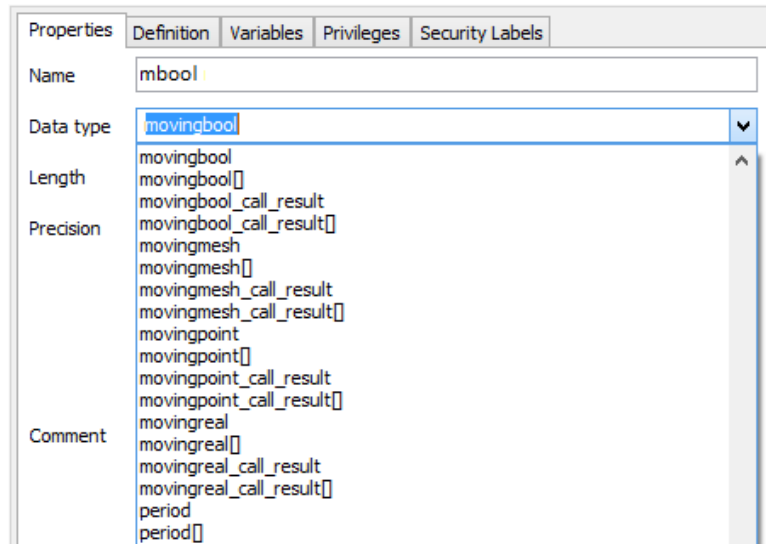 Properties Definition Variables Privileges Security Labels
Name mbool
Data type movingbool
movingbool
Length movingbool[]
movingbool_call_result
Precision movingbool_call_result[]
movingmesh
movingmesh[]
movingmesh_call_result
movingmesh_call_result[]
movingpoint
movingpoint[]
movingpoint_call_result
movingpoint_call_result[]
movingreal
Comment movingreal[]
movingreal_call_result
movingreal_call_result[]
period
period[]